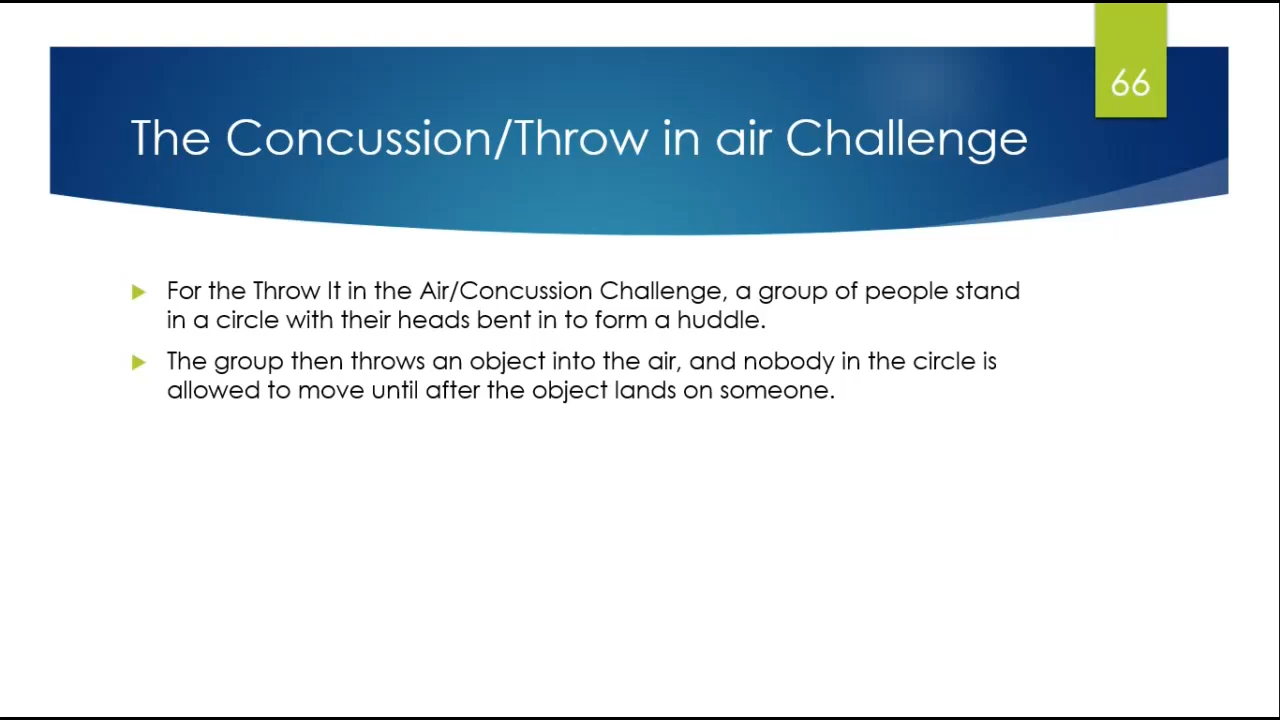 66
The Concussion/Throw in air Challenge
For the Throw It in the Air/Concussion Challenge, a group of people stand
in a circle with their heads bent in to form a huddle.
The group then throws an object into the air, and nobody in the circle is
allowed to move until after the object lands on someone.